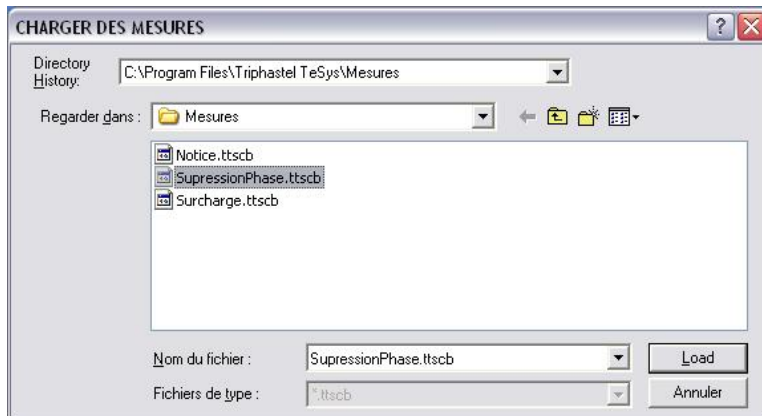 CHARGER DES MESURES
Directory
History:
C:\Program Files\Triphastel TeSys\Mesures
Regarder dans :
Mesures
Notice.ttscb
SupressionPhase.ttscb
Surcharge.ttscb
Nom du fichier :
SupressionPhase.ttscb
Load
Fichiers de type :
*.ttscb
Annuler